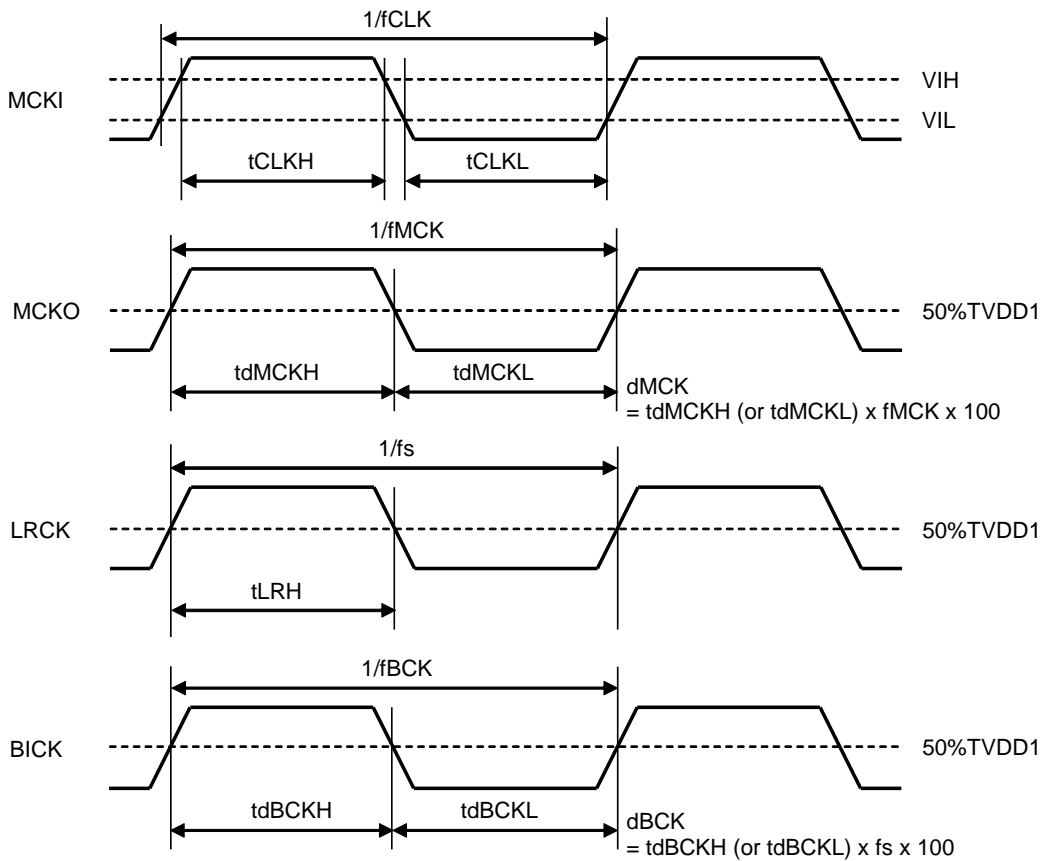 1/fCLK
MCKI
VIH
VIL
tCLKH
tCLKL
1/fMCK
MCKO
50%TVDD1
tdMCKH
tdMCKL
dMCK
= tdMCKH (or tdMCKL) x fMCK x 100
1/fs
LRCK
50%TVDD1
tLRH
1/fBCK
BICK
50%TVDD1
tdBCKH
tdBCKL
dBCK
= tdBCKH (or tdBCKL) x fs x 100